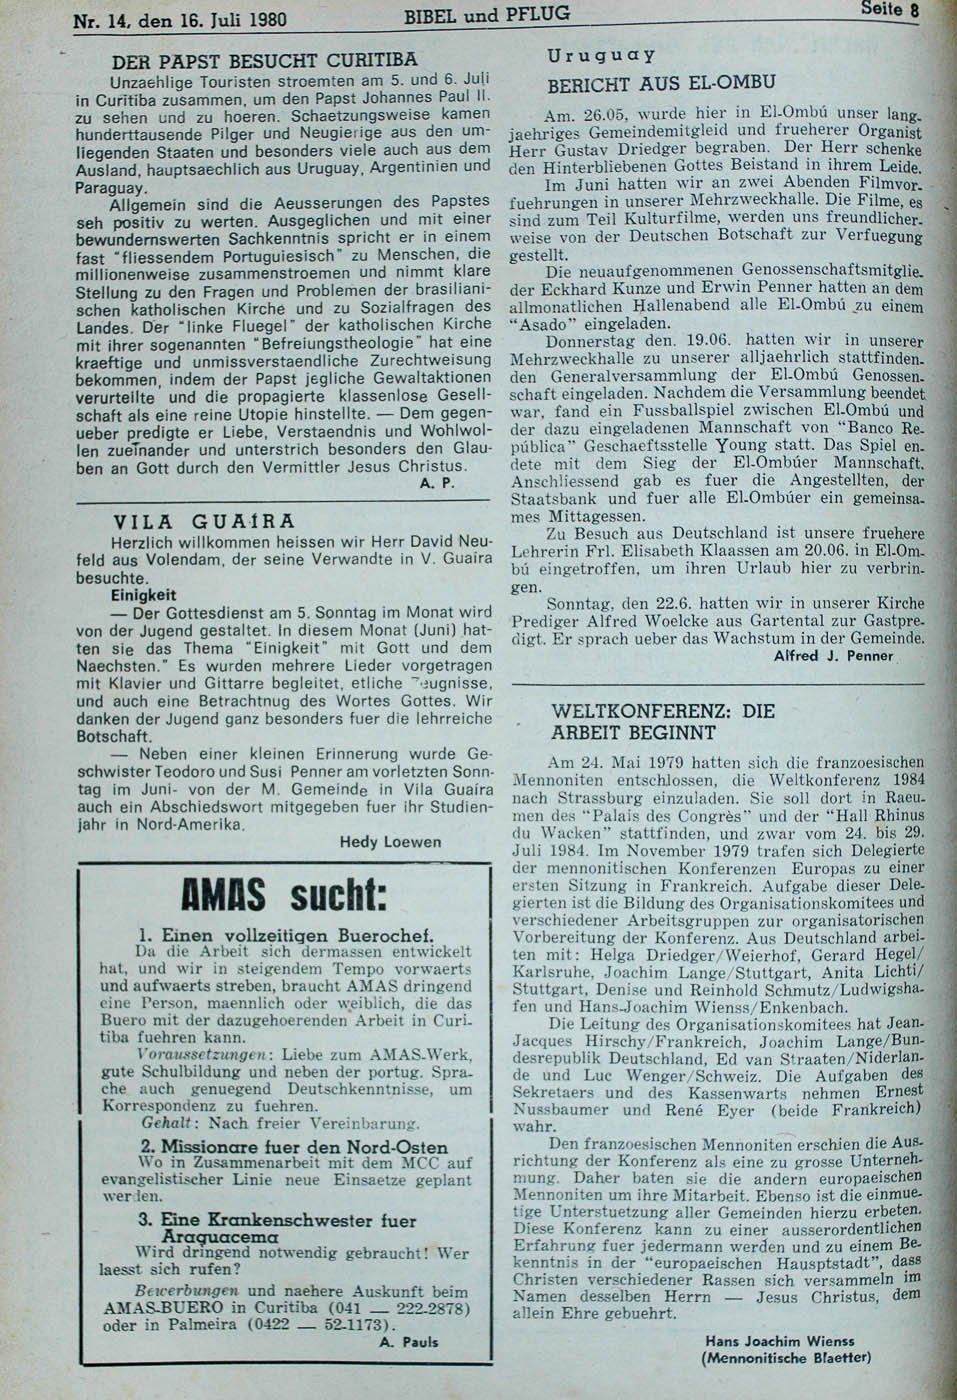 Nr. 14, den 16. Juli 1980
BIBEL und PFLUG
Seite 8
DER PAPST BESUCHT CURITIBA
Unzaehlige Touristen stroemten am 5. und 6. Juli
in Curitiba zusammen, um den Papst Johannes Paul II.
zu sehen und zu hoeren. Schaetzungsweise kamen
hunderttausende Pilger und Neugierige aus den um-
liegenden Staaten und besonders viele auch aus dem
Ausland, hauptsaechlich aus Uruguay, Argentinien und
Paraguay.
Allgemein sind die Aeusserungen des Papstes
seh positiv zu werten. Ausgeglichen und mit einer
bewundernswerten Sachkenntnis spricht er in einem
fast "fliessendem Portuguiesisch" zu Menschen, die
millionenweise zusammenstroemen und nimmt klare
Stellung zu den Fragen und Problemen der brasiliani-
schen katholischen Kirche und zu Sozialfragen des
Landes. Der "linke Fluegel" der katholischen Kirche
mit ihrer sogenannten "Befreiungstheologie" hat eine
kraeftige und unmissverstaendliche Zurechtweisung
bekommen, indem der Papst jegliche Gewaltaktionen
verurteilte und die propagierte klassenlose Gesell-
schaft als eine reine Utopie hinstellte. — Dem gegen-
ueber predigte er Liebe, Verstaendnis und Wohlwol-
len zueinander und unterstrich besonders den Glau-
ben an Gott durch den Vermittler Jesus Christus.
A. P.
VILA GUAÍRA
Herzlich willkommen heissen wir Herr David Neu-
feld aus Volendam, der seine Verwandte in V. Guaíra
besuchte.
Einigkeit
— Der Gottesdienst am 5. Sonntag im Monat wird
von der Jugend gestaltet. In diesem Monat (Juni) hat-
ten sie das Thema "Einigkeit" mit Gott und dem
Naechsten." Es wurden mehrere Lieder vorgetragen
mit Klavier und Gittarre begleitet, etliche Zeugnisse,
und auch eine Betrachtnug des Wortes Gottes. Wir
danken der Jugend ganz besonders fuer die lehrreiche
Botschaft.
— Neben einer kleinen Erinnerung wurde Ge-
schwister Teodoro und Susi Penner am vorletzten Sonn-
tag im Juni- von der M. Gemeinde in Vila Guaíra
auch ein Abschiedswort mitgegeben fuer ihr Studien-
jahr in Nord-Amerika.
Hedy Loewen
AMAS sucht:
1. Einen vollzeitigen Buerochef.
Da die Arbeit sich dermassen entwickelt
hat, und wir in steigendem Tempo vorwaerts
und aufwaerts streben, braucht AMAS dringend
eine Person, maennlich oder weiblich, die das
Buero mit der dazugehoerenden Arbeit in Curi-
tiba fuehren kann.
Voraussetzungen: Liebe zum AMAS-Werk,
gute Schulbildung und neben der portug. Spra-
che auch genuegend Deutschkenntnisse, um
Korrespondenz zu fuehren.
Gehalt: Nach freier Vereinbarung.
2. Missionare fuer den Nord-Osten
Wo in Zusammenarbeit mit dem MCC auf
evangelistischer Linie neue Einsaetze geplant
werden.
3. Eine Krankenschwester fuer
Araguacema
Wird dringend notwendig gebraucht! Wer
laesst sich rufen?
Bewerbungen und naehere Auskunft beim
AMAS-BUERO in Curitiba (041 — 222-2878)
oder in Palmeira (0422 — 52-1173).
A. Pauls
Uruguay
BERICHT AUS EL-OMBU
Am. 26.05, wurde hier in El-Ombú unser lang-
jaehriges Gemeindemitgleid und frueherer Organist
Herr Gustav Driedger begraben. Der Herr schenke
den Hinterbliebenen Gottes Beistand in ihrem Leide.
Im Juni hatten wir an zwei Abenden Filmvor-
fuehrungen in unserer Mehrzweckhalle. Die Filme, es
sind zum Teil Kulturfilme, werden uns freundlicher-
weise von der Deutschen Botschaft zur Verfuegung
gestellt.
Die neuaufgenommenen Genossenschaftsmitglie-
der Eckhard Kunze und Erwin Penner hatten an dem
allmonatlichen Hallenabend alle El-Ombú zu einem
"Asado" eingeladen.
Donnerstag den. 19.06. hatten wir in unserer
Mehrzweckhalle zu unserer alljaehrlich stattfinden-
den Generalversammlung der El-Ombú Genossen-
schaft eingeladen. Nachdem die Versammlung beendet
war, fand ein Fussballspiel zwischen El-Ombú und
der dazu eingeladenen Mannschaft von "Banco Re-
pública" Geschaeftsstelle Young statt. Das Spiel en-
dete mit dem Sieg der El-Ombúer Mannschaft.
Anschliessend gab es fuer die Angestellten, der
Staatsbank und fuer alle El-Ombúer ein gemeinsa-
mes Mittagessen.
Zu Besuch aus Deutschland ist unsere fruehere
Lehrerin Frl. Elisabeth Klaassen am 20.06. in El-Om-
bú eingetroffen, um ihren Urlaub hier zu verbrin-
gen.
Sonntag, den 22.6. hatten wir in unserer Kirche
Prediger Alfred Woelcke aus Gartental zur Gastpre-
digt. Er sprach ueber das Wachstum in der Gemeinde.
Alfred J. Penner
WELTKONFERENZ: DIE
ARBEIT BEGINNT
Am 24. Mai 1979 hatten sich die franzoesischen
Mennoniten entschlossen, die Weltkonferenz 1984
nach Strassburg einzuladen. Sie soll dort in Raeu-
men des "Palais des Congrès" und der "Hall Rhinus
du Wacken" stattfinden, und zwar vom 24. bis 29.
Juli 1984. Im November 1979 trafen sich Delegierte
der mennonitischen Konferenzen Europas zu einer
ersten Sitzung in Frankreich. Aufgabe dieser Dele-
gierten ist die Bildung des Organisationskomitees und
verschiedener Arbeitsgruppen zur organisatorischen
Vorbereitung der Konferenz. Aus Deutschland arbei-
ten mit: Helga Driedger/Weierhof, Gerard Hegel/
Karlsruhe, Joachim Lange/Stuttgart, Anita Lichti/
Stuttgart, Denise und Reinhold Schmutz/Ludwigsha-
fen und Hans-Joachim Wienss/Enkenbach.
Die Leitung des Organisationskomitees hat Jean-
Jacques Hirschy/Frankreich, Joachim Lange/Bun-
desrepublik Deutschland, Ed van Straaten/Niderlan-
de und Luc Wenger/Schweiz. Die Aufgaben des
Sekretaers und des Kassenwarts nehmen Ernest
Nussbaumer und René Eyer (beide Frankreich)
wahr.
Den franzoesischen Mennoniten erschien die Aus-
richtung der Konferenz als eine zu grosse Unterneh-
mung. Daher baten sie die andern europaeischen
Mennoniten um ihre Mitarbeit. Ebenso ist die einmue-
tige Unterstuetzung aller Gemeinden hierzu erbeten.
Diese Konferenz kann zu einer ausserordentlichen
Erfahrung fuer jedermann werden und zu einem Be-
kenntnis in der "europaeischen Hauptstadt", dass
Christen verschiedener Rassen sich versammeln im
Namen desselben Herrn — Jesus Christus, dem
allein Ehre gebuehrt.
Hans Joachim Wienss
(Mennonitische Blaetter)